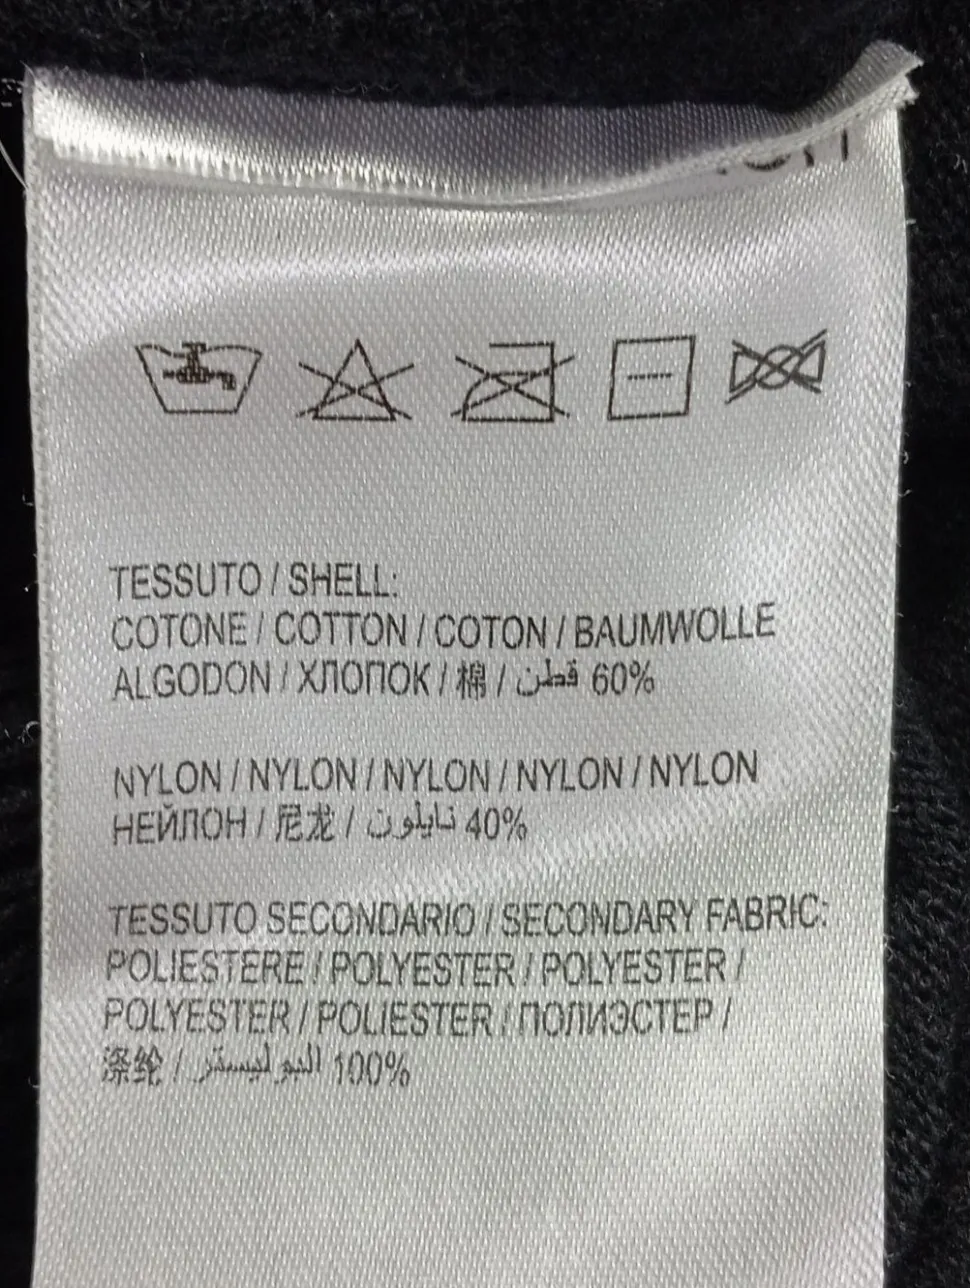 TESSUTO / SHELL:
COTONE / COTTON / COTON / BAUMWOLLE
ALGODON / ХЛОПОК / 棉 / قطن 60%
NYLON / NYLON / NYLON / NYLON / NYLON
НЕЙЛОН / 尼龙 / نايلون 40%
TESSUTO SECONDARIO / SECONDARY FABRIC:
POLIESTERE / POLYESTER / POLYESTER /
POLYESTER / POLIESTER / ПОЛИЭСТЕР /
涤纶 / البوليستر 100%